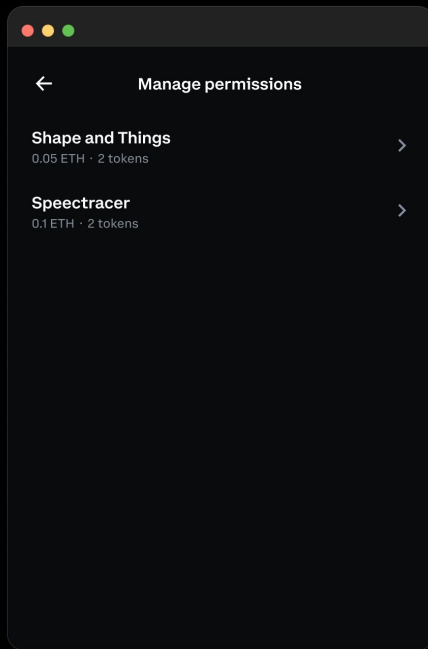 Manage permissions
Shape and Things
0.05 ETH · 2 tokens
Speectracer
0.1 ETH · 2 tokens